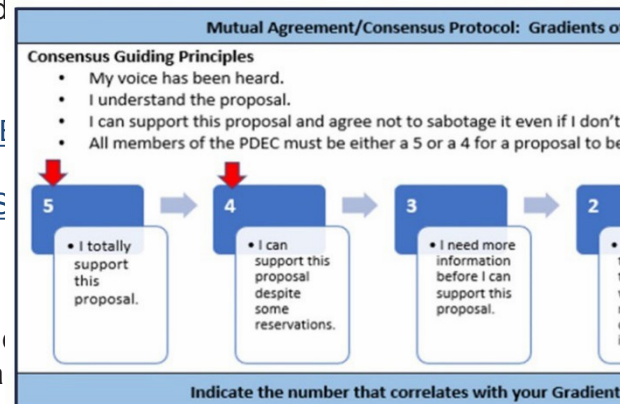 Mutual Agreement/Consensus Protocol: Gradients
Consensus Guiding Principles
• My voice has been heard.
• I understand the proposal.
• I can support this proposal and agree not to sabotage it even if I don't
• All members of the PDEC must be either a 5 or a 4 for a proposal to be
5
• I totally
support
this
proposal.
4
• I can
support this
proposal
despite
some
reservations.
3
• I need more
information
before I can
support this
proposal.
2
Indicate the number that correlates with your Gradient